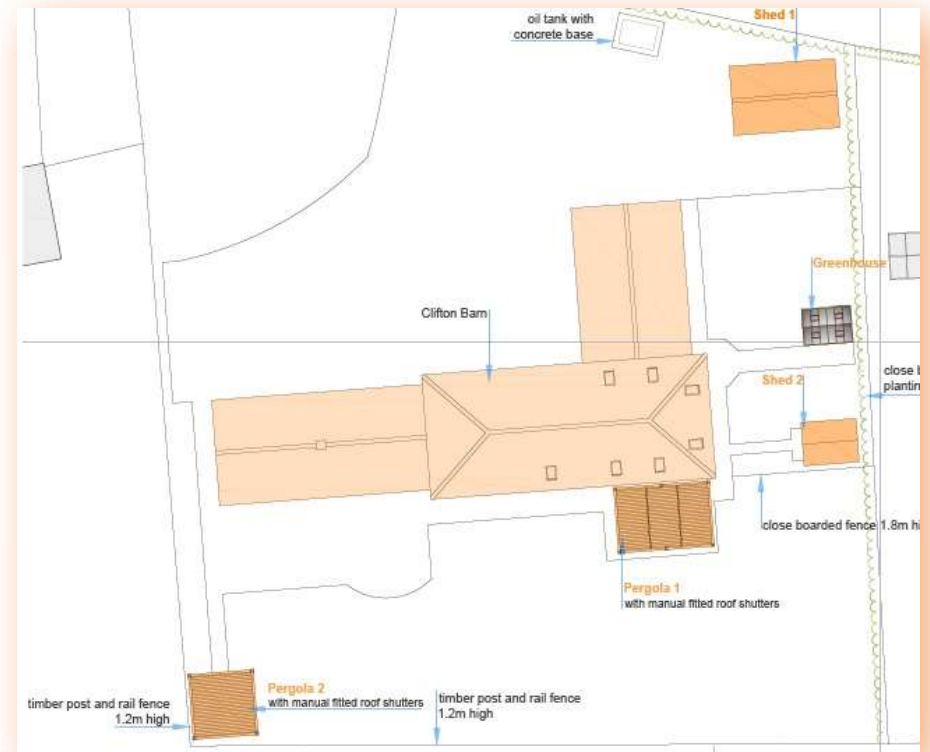 oil tank with
concrete base
Shed 1
Clifton Barn
Greenhouse
close
plantin
Shed 2
close boarded fence 1.8m hi
Pergola 1
with manual fitted roof shutters
Pergola 2
with manual fitted roof shutters
timber post and rail fence
1.2m high
timber post and rail fence
1.2m high